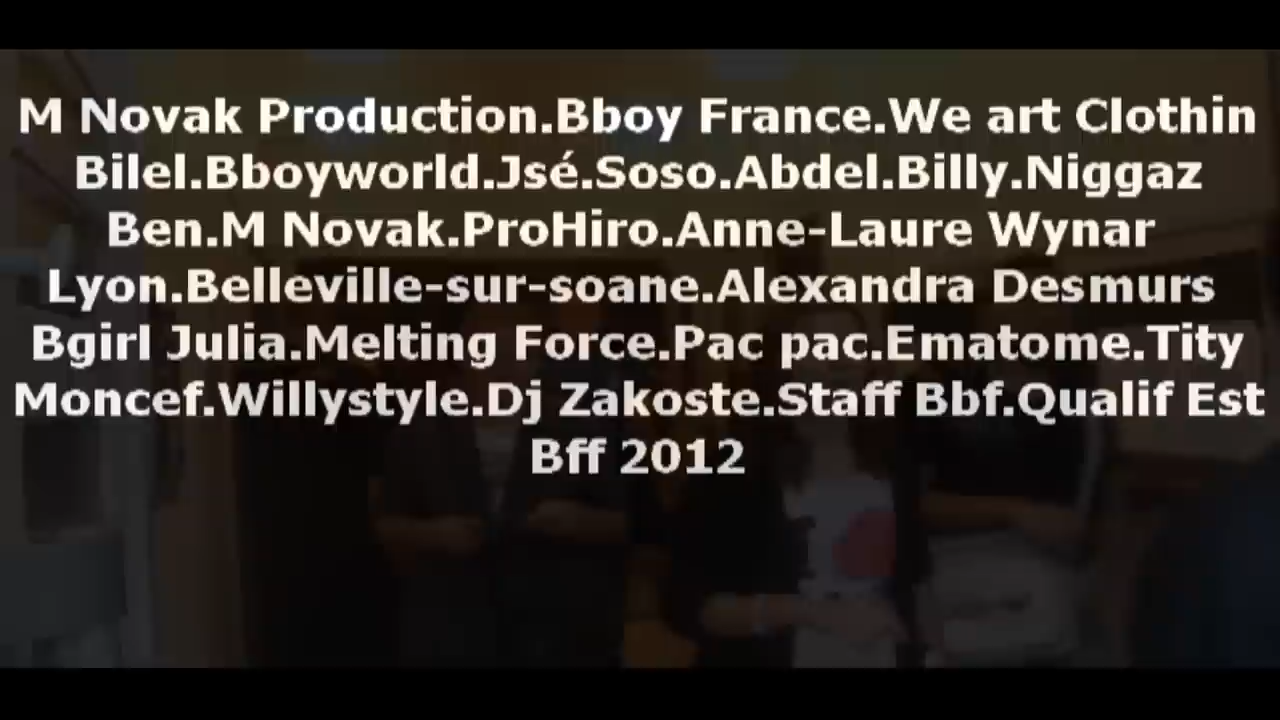 M Novak Production.Bboy France.We art Clothin
Bilel.Bboyworld.Jsé.Soso.Abdel.Billy.Niggaz
Ben.M Novak.ProHiro.Anne-Laure Wynar
Lyon.Belleville-sur-soane.Alexandra Desmurs
Bgirl Julia.Melting Force.Pac pac.Ematome.Tity
Moncef.Willystyle.Dj Zakoste.Staff Bbf.Qualif Est
Bff 2012